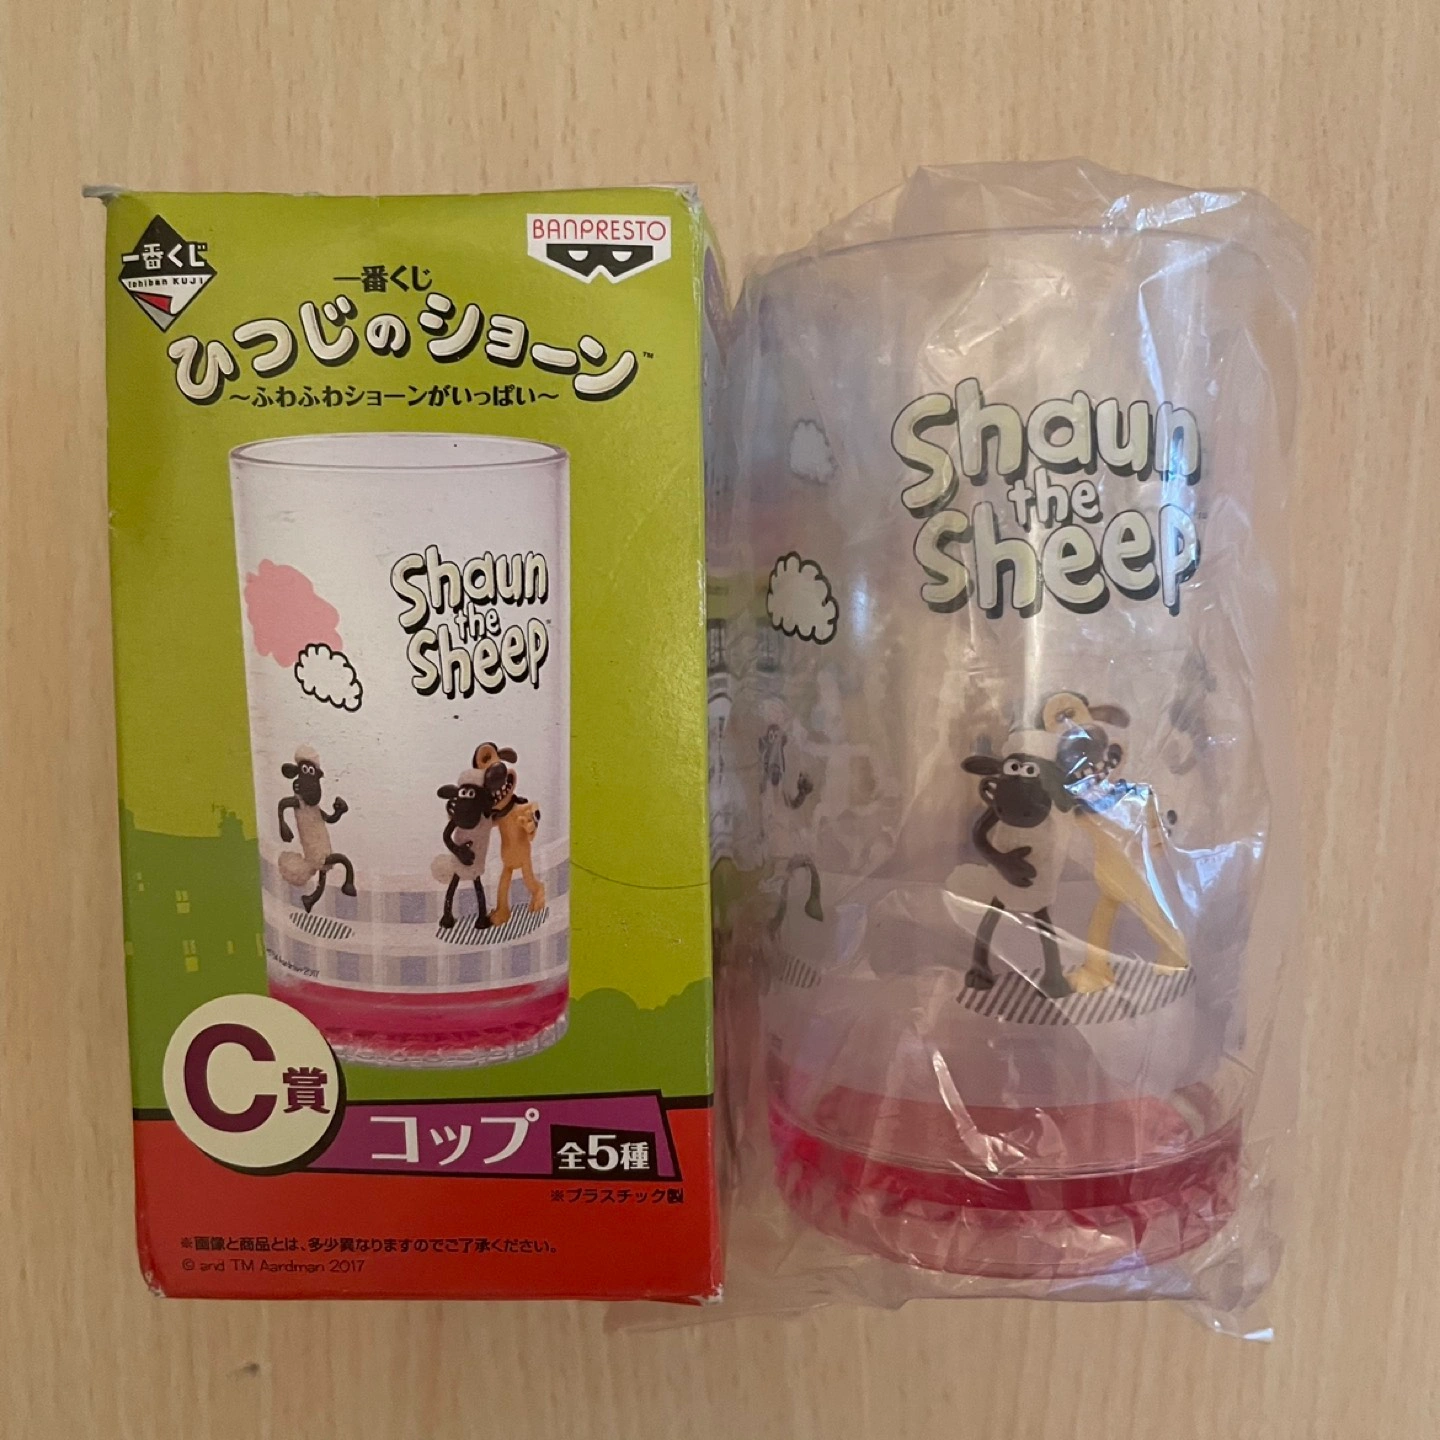 一番くじ
Ichiban KUJI
BANPRESTO
一番くじ
ひつじのショーン™
～ふわふわショーンがいっぱい～
Shaun
the
Sheep
Aardman 2017
C賞
コップ
全5種
※プラスチック製
※画像と商品とは、多少異なりますのでご了承ください。
© and TM Aardman 2017
Shaun
the
Sheep